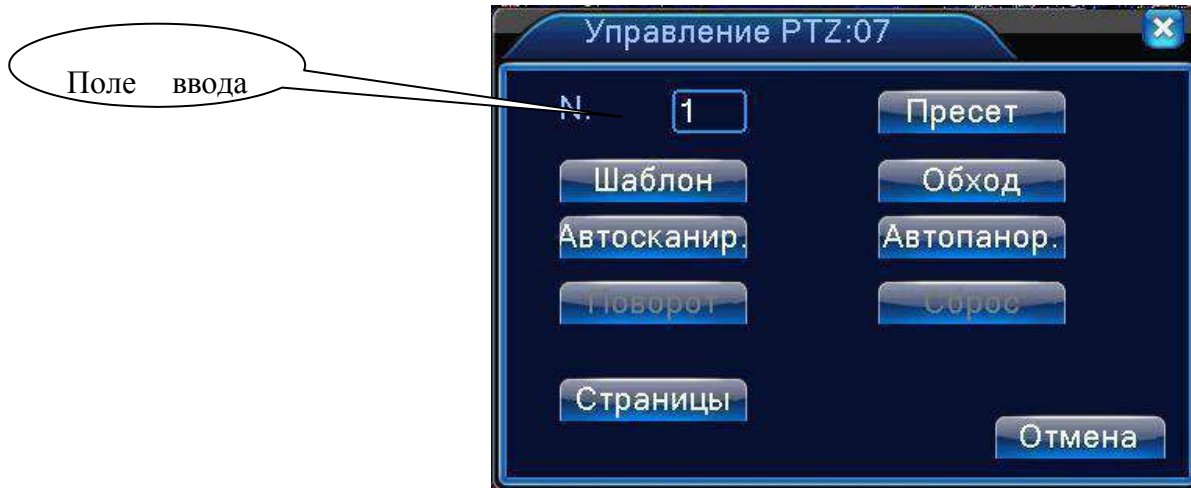 Управление PTZ:07
Поле ввода
N. 1 Пресет
Шаблон Обход
Автосканир. Автопанор.
Поворот Сброс
Страницы
Отмена